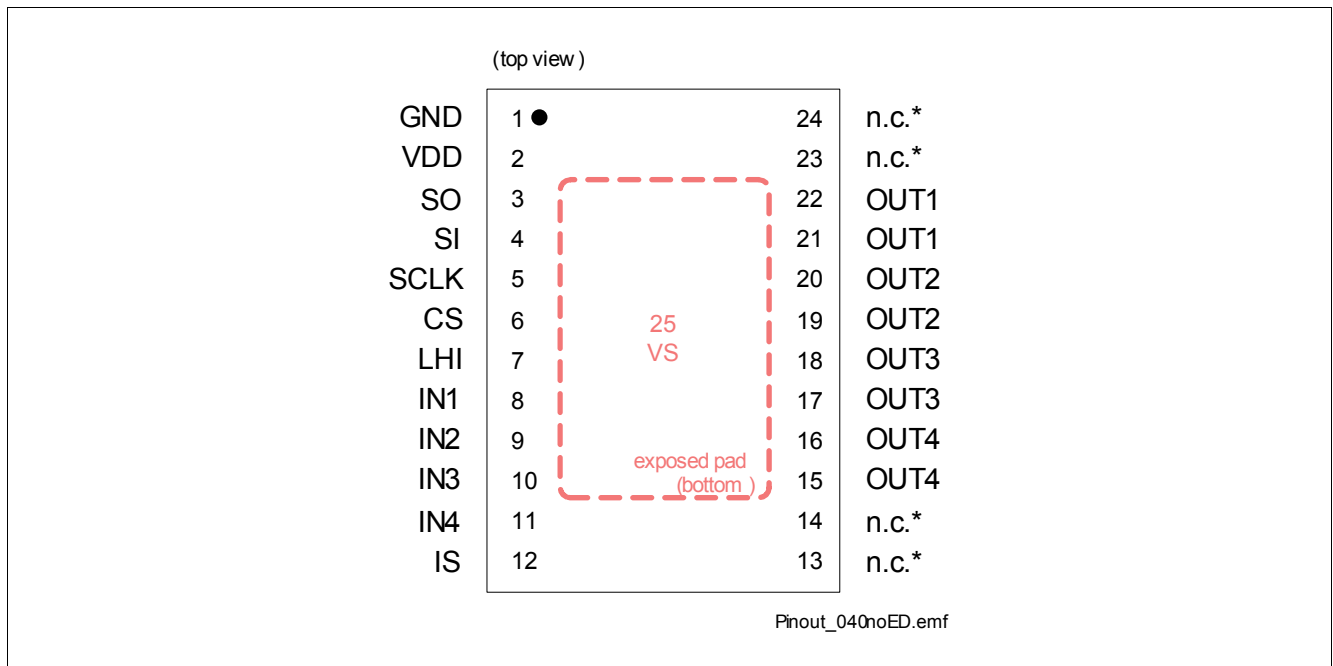 (top view )
GND 1 24 n.c.*
VDD 2 23 n.c.*
SO 3 22 OUT1
SI 4 21 OUT1
SCLK 5 20 OUT2
CS 6 19 OUT2
LHI 7 18 OUT3
IN1 8 17 OUT3
IN2 9 16 OUT4
IN3 10 15 OUT4
IN4 11 14 n.c.*
IS 12 13 n.c.*
25
VS
exposed pad
(bottom )
Pinout_040noED.emf